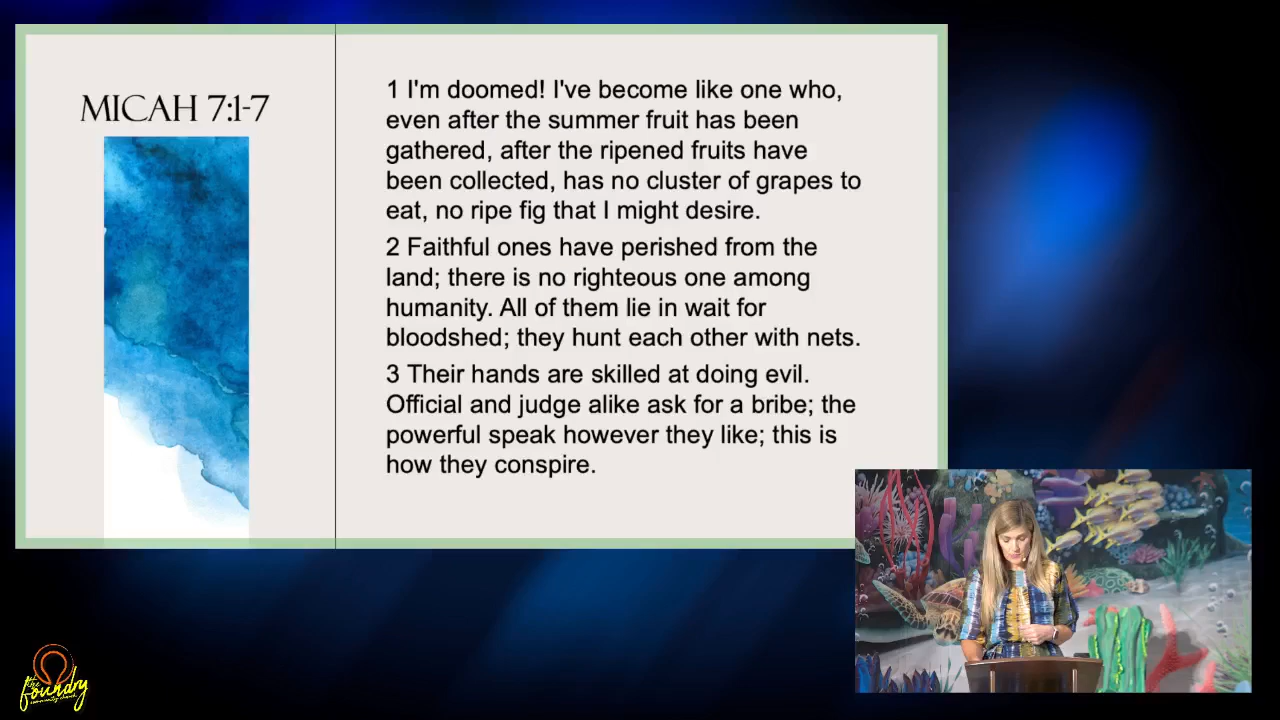 MICAH 7:1-7
1 I'm doomed! I've become like one who,
even after the summer fruit has been
gathered, after the ripened fruits have
been collected, has no cluster of grapes to
eat, no ripe fig that I might desire.
2 Faithful ones have perished from the
land; there is no righteous one among
humanity. All of them lie in wait for
bloodshed; they hunt each other with nets.
3 Their hands are skilled at doing evil.
Official and judge alike ask for a bribe; the
powerful speak however they like; this is
how they conspire.
the
foundry
community church